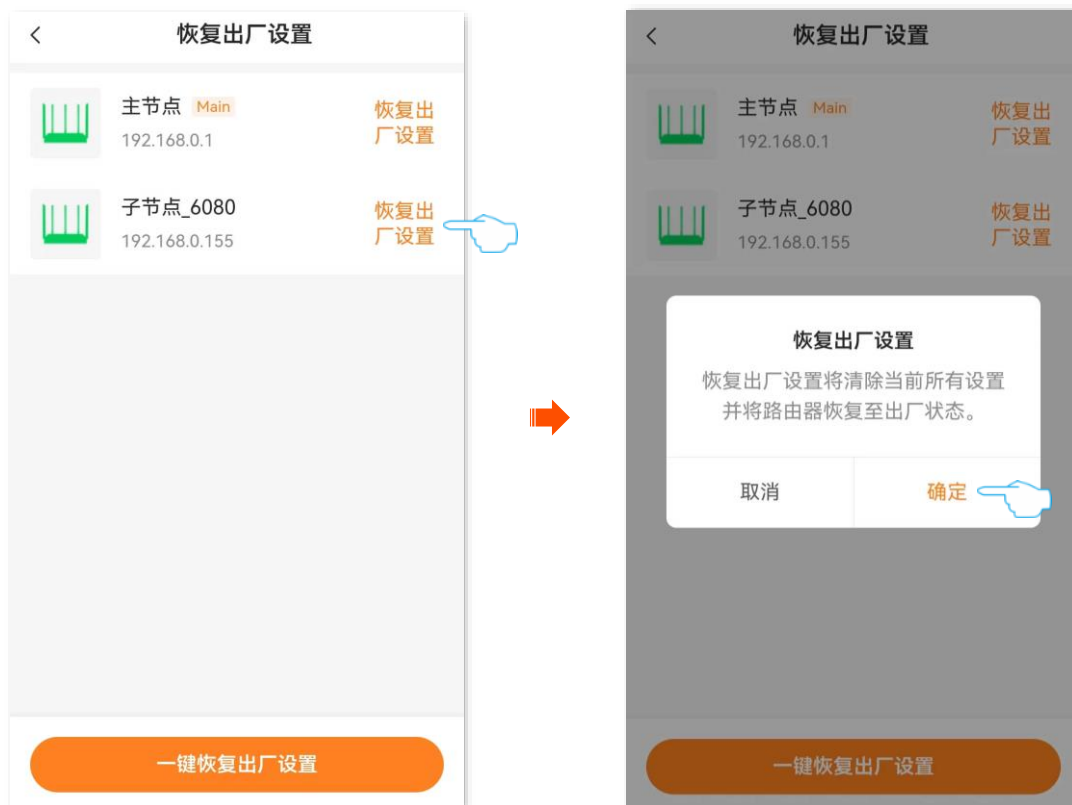 恢复出厂设置
主节点 Main
192.168.0.1
恢复出
厂设置
子节点_6080
192.168.0.155
恢复出
厂设置
一键恢复出厂设置
恢复出厂设置
主节点 Main
192.168.0.1
恢复出
厂设置
子节点_6080
192.168.0.155
恢复出
厂设置
恢复出厂设置
恢复出厂设置将清除当前所有设置
并将路由器恢复至出厂状态。
取消
确定
一键恢复出厂设置